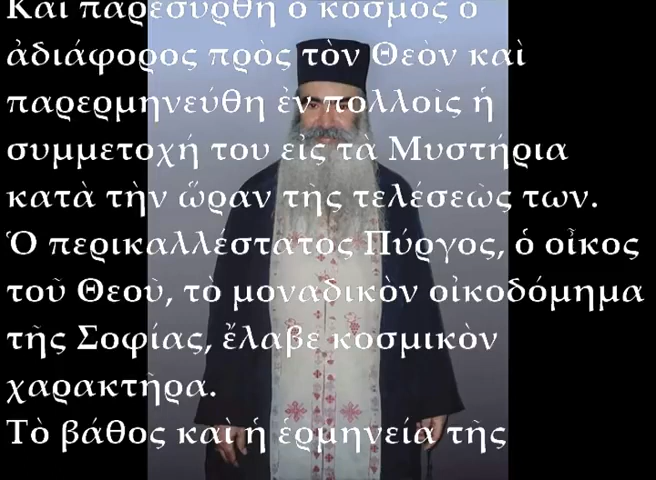 Καὶ παρεσύρθη ὁ κόσμος ὁ
ἀδιάφορος πρὸς τὸν Θεὸν καὶ
παρερμηνεύθη ἐν πολλοῖς ἡ
συμμετοχή του εἰς τὰ Μυστήρια
κατὰ τὴν ὥραν τῆς τελέσεώς των.
Ὁ περικαλλέστατος Πύργος, ὁ οἶκος
τοῦ Θεοῦ, τὸ μοναδικὸν οἰκοδόμημα
τῆς Σοφίας, ἔλαβε κοσμικὸν
χαρακτῆρα.
Τὸ βάθος καὶ ἡ ἑρμηνεία τῆς